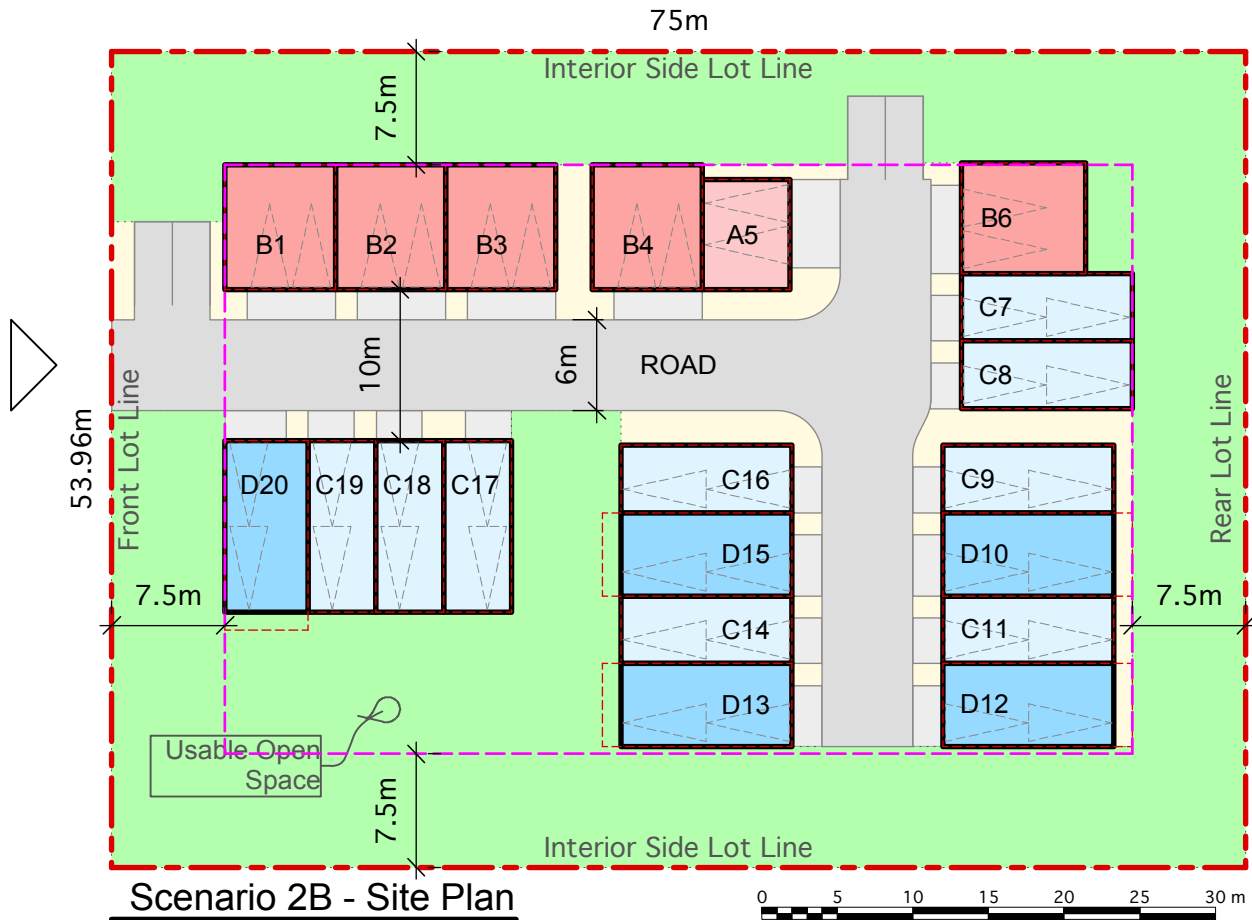 75m
Interior Side Lot Line
7.5m
B1
B2
B3
B4
A5
B6
C7
C8
10m
6m
ROAD
53.96m
Front Lot Line
Rear Lot Line
D20
C19
C18
C17
C16
C9
D15
D10
7.5m
7.5m
C14
C11
D13
D12
Usable Open
Space
7.5m
Interior Side Lot Line
Scenario 2B - Site Plan
0 5 10 15 20 25 30 m